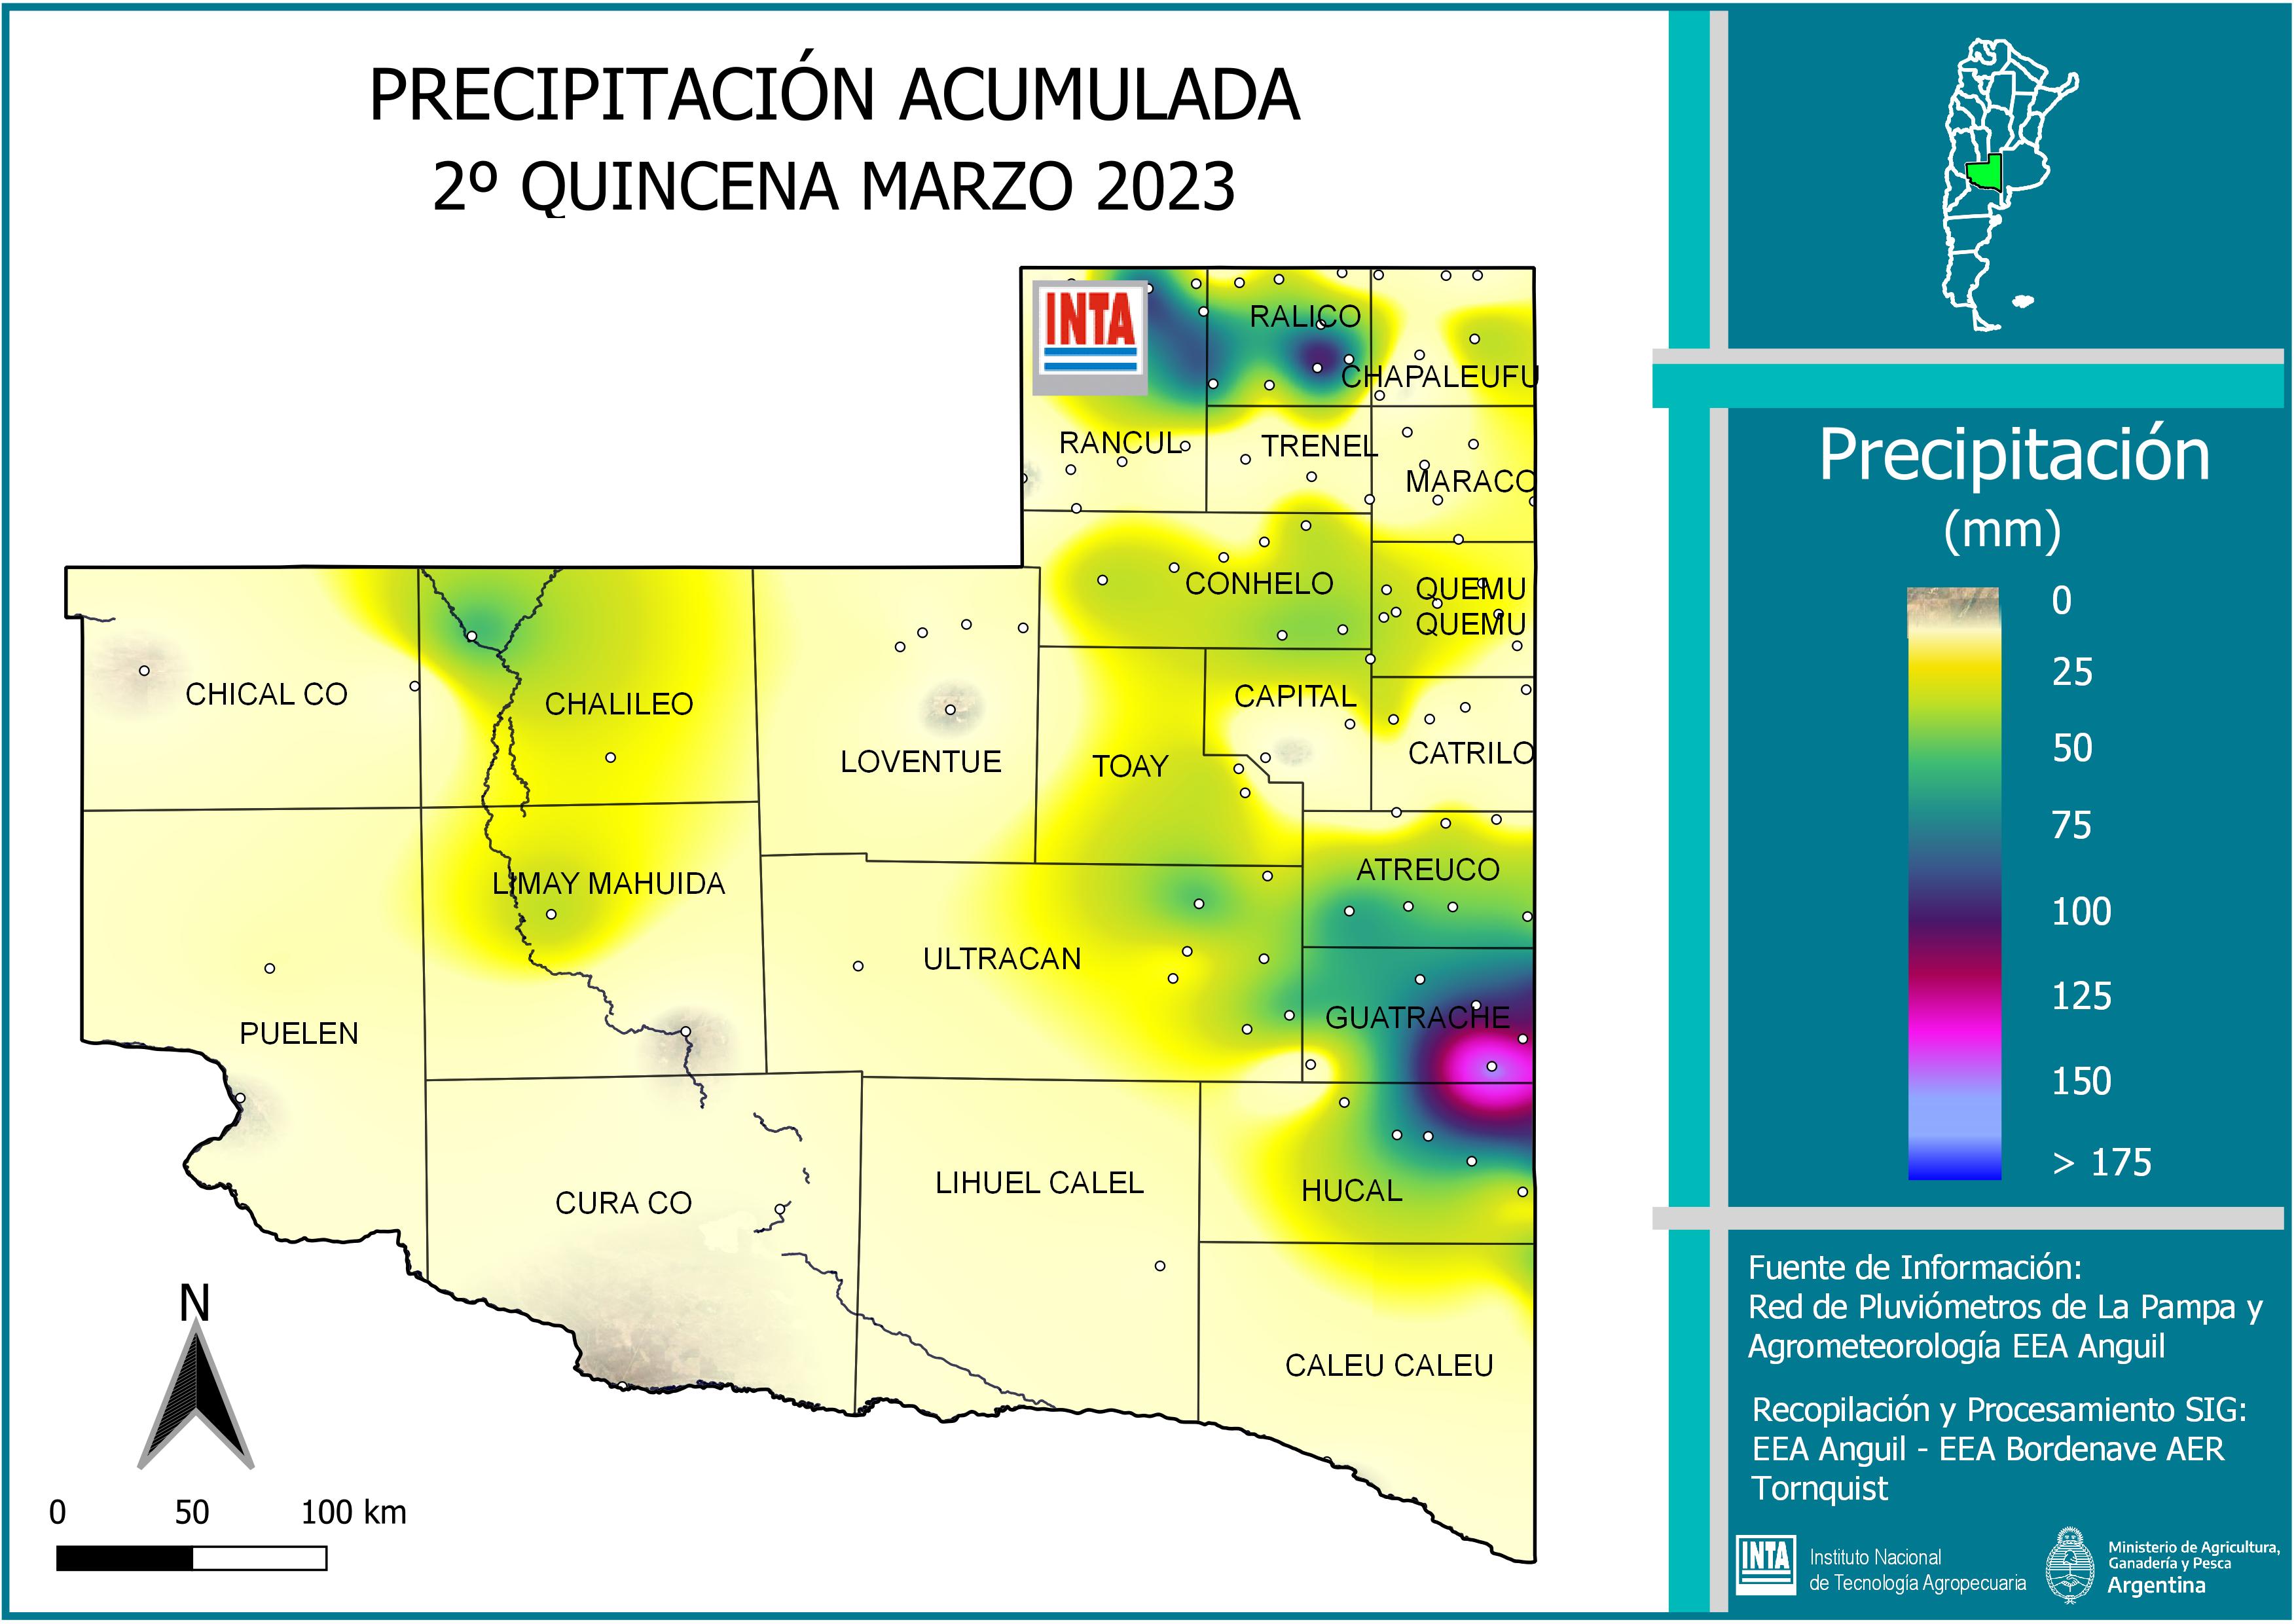 PRECIPITACIÓN ACUMULADA
2º QUINCENA MARZO 2023
INTA
RALICO
CHAPALEUFU
RANCUL
TRENEL
MARACO
CONHELO
QUEMU
QUEMU
CHICAL CO
CHALILEO
CAPITAL
LOVENTUE
TOAY
CATRILO
LIMAY MAHUIDA
ATREUCO
ULTRACAN
PUELEN
GUATRACHE
CURA CO
LIHUEL CALEL
HUCAL
CALEU CALEU
N
0 50 100 km
Precipitación
(mm)
0
25
50
75
100
125
150
> 175
Fuente de Información:
Red de Pluviómetros de La Pampa y
Agrometeorología EEA Anguil
Recopilación y Procesamiento SIG:
EEA Anguil - EEA Bordenave AER
Tornquist
INTA
Instituto Nacional
de Tecnología Agropecuaria
Ministerio de Agricultura,
Ganadería y Pesca
Argentina